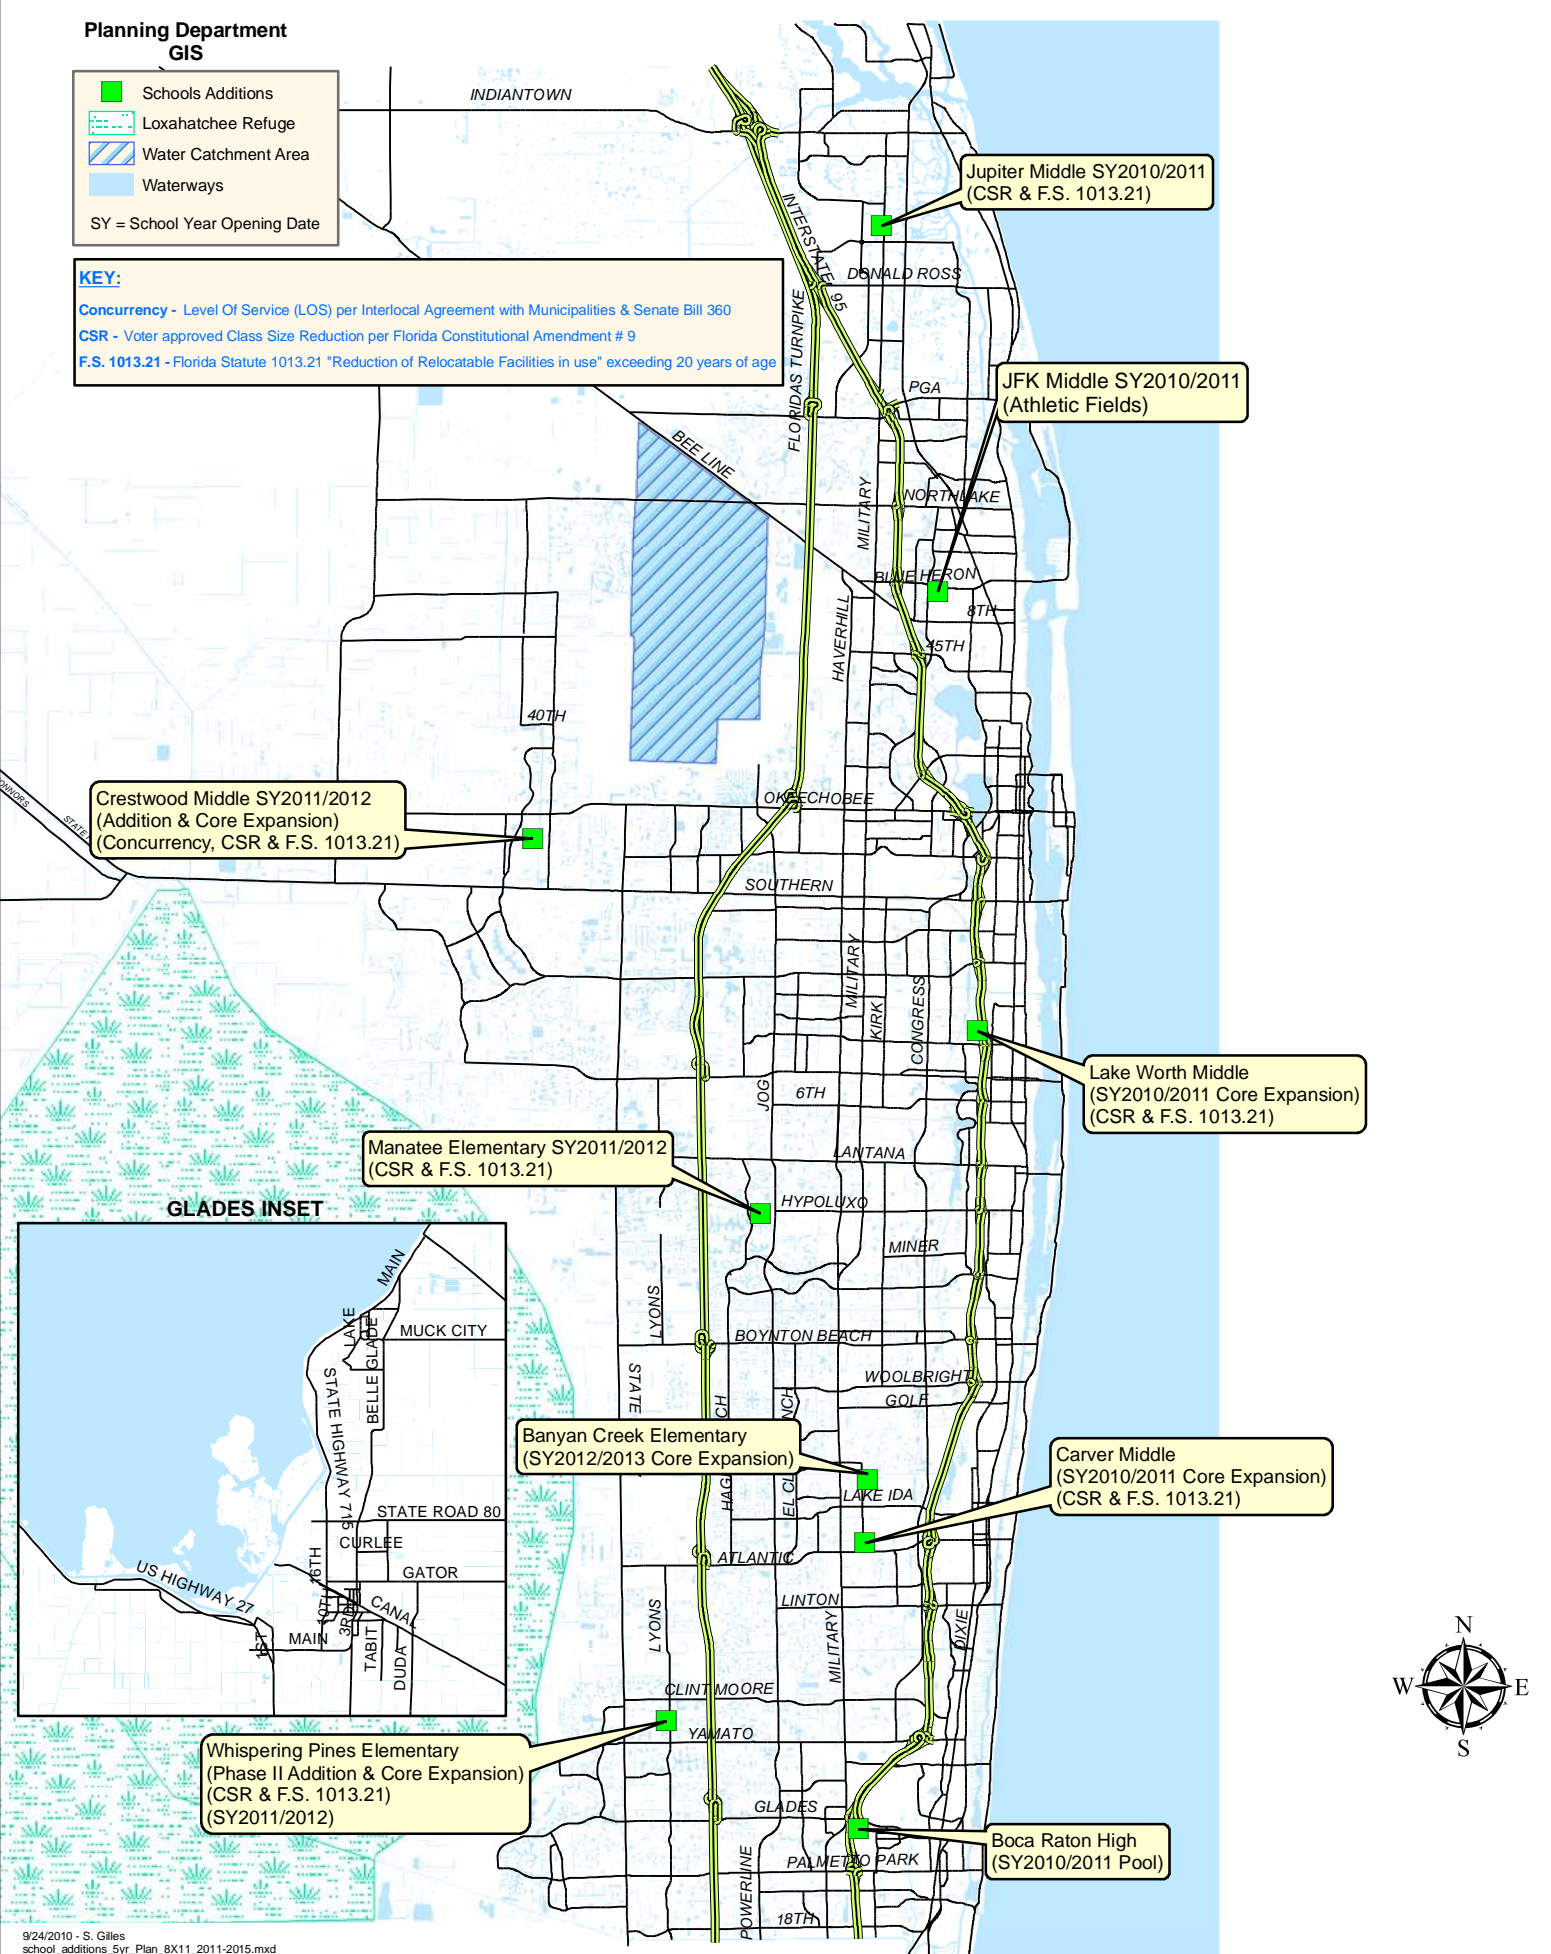 Planning Department
GIS
Schools Additions
Loxahatchee Refuge
Water Catchment Area
Waterways
SY = School Year Opening Date
KEY:
Concurrency - Level Of Service (LOS) per Interlocal Agreement with Municipalities & Senate Bill 360
CSR - Voter approved Class Size Reduction per Florida Constitutional Amendment # 9
F.S. 1013.21 - Florida Statute 1013.21 "Reduction of Relocatable Facilities in use" exceeding 20 years of age
INDIANTOWN
Jupiter Middle SY2010/2011
(CSR & F.S. 1013.21)
INTERSTATE 95
DONALD ROSS
FLORIDAS TURNPIKE
JFK Middle SY2010/2011
(Athletic Fields)
PGA
BEE LINE
MILITARY
NORTHLAKE
BLUE HERON
8TH
HAVERHILL
45TH
40TH
STATE
Crestwood Middle SY2011/2012
(Addition & Core Expansion)
(Concurrency, CSR & F.S. 1013.21)
OKEECHOBEE
SOUTHERN
MILITARY
KIRK
CONGRESS
Lake Worth Middle
(SY2010/2011 Core Expansion)
(CSR & F.S. 1013.21)
JOG
6TH
Manatee Elementary SY2011/2012
(CSR & F.S. 1013.21)
LANTANA
HYPOLUXO
MINER
LYONS
BOYNTON BEACH
STATE
WOOLBRIGHT
GOLF
Banyan Creek Elementary
(SY2012/2013 Core Expansion)
LAKE IDA
Carver Middle
(SY2010/2011 Core Expansion)
(CSR & F.S. 1013.21)
ATLANTIC
LINTON
LYONS
MILITARY
DIXIE
CLINT MOORE
YAMATO
Whispering Pines Elementary
(Phase II Addition & Core Expansion)
(CSR & F.S. 1013.21)
(SY2011/2012)
GLADES
Boca Raton High
(SY2010/2011 Pool)
PALMETTO PARK
POWERLINE
18TH
GLADES INSET
MAIN
LAKE
MUCK CITY
BELLE GLADE
STATE HIGHWAY 715
STATE ROAD 80
CURLEE
16TH
GATOR
US HIGHWAY 27
10TH
3RD
CANAL
1ST
MAIN
TABIT
DUDA
N
W
E
S
9/24/2010 - S. Gilles
school_additions_5yr_Plan_8X11_2011-2015.mxd